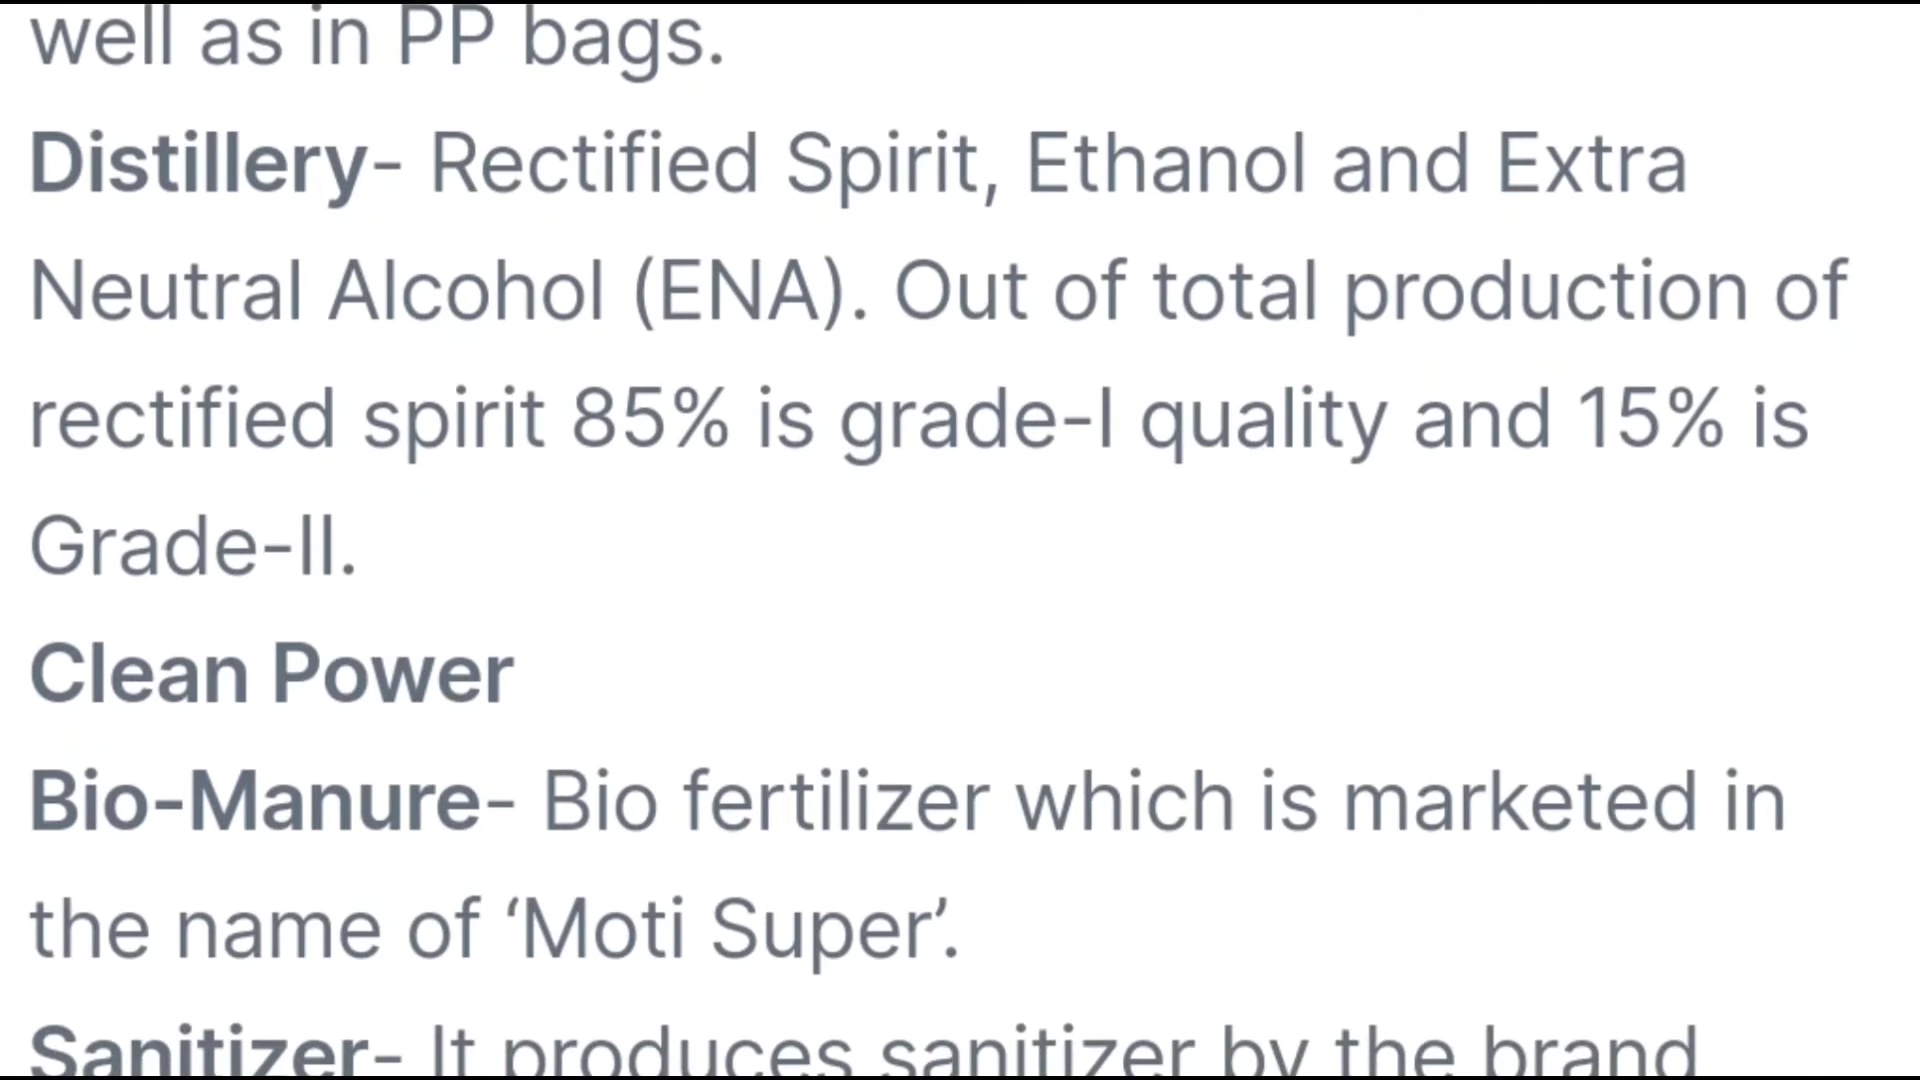 well as in PP bags.
Distillery- Rectified Spirit, Ethanol and Extra
Neutral Alcohol (ENA). Out of total production of
rectified spirit 85% is grade-I quality and 15% is
Grade-II.
Clean Power
Bio-Manure- Bio fertilizer which is marketed in
the name of ‘Moti Super’.
Sanitizer- It produces sanitizer by the brand